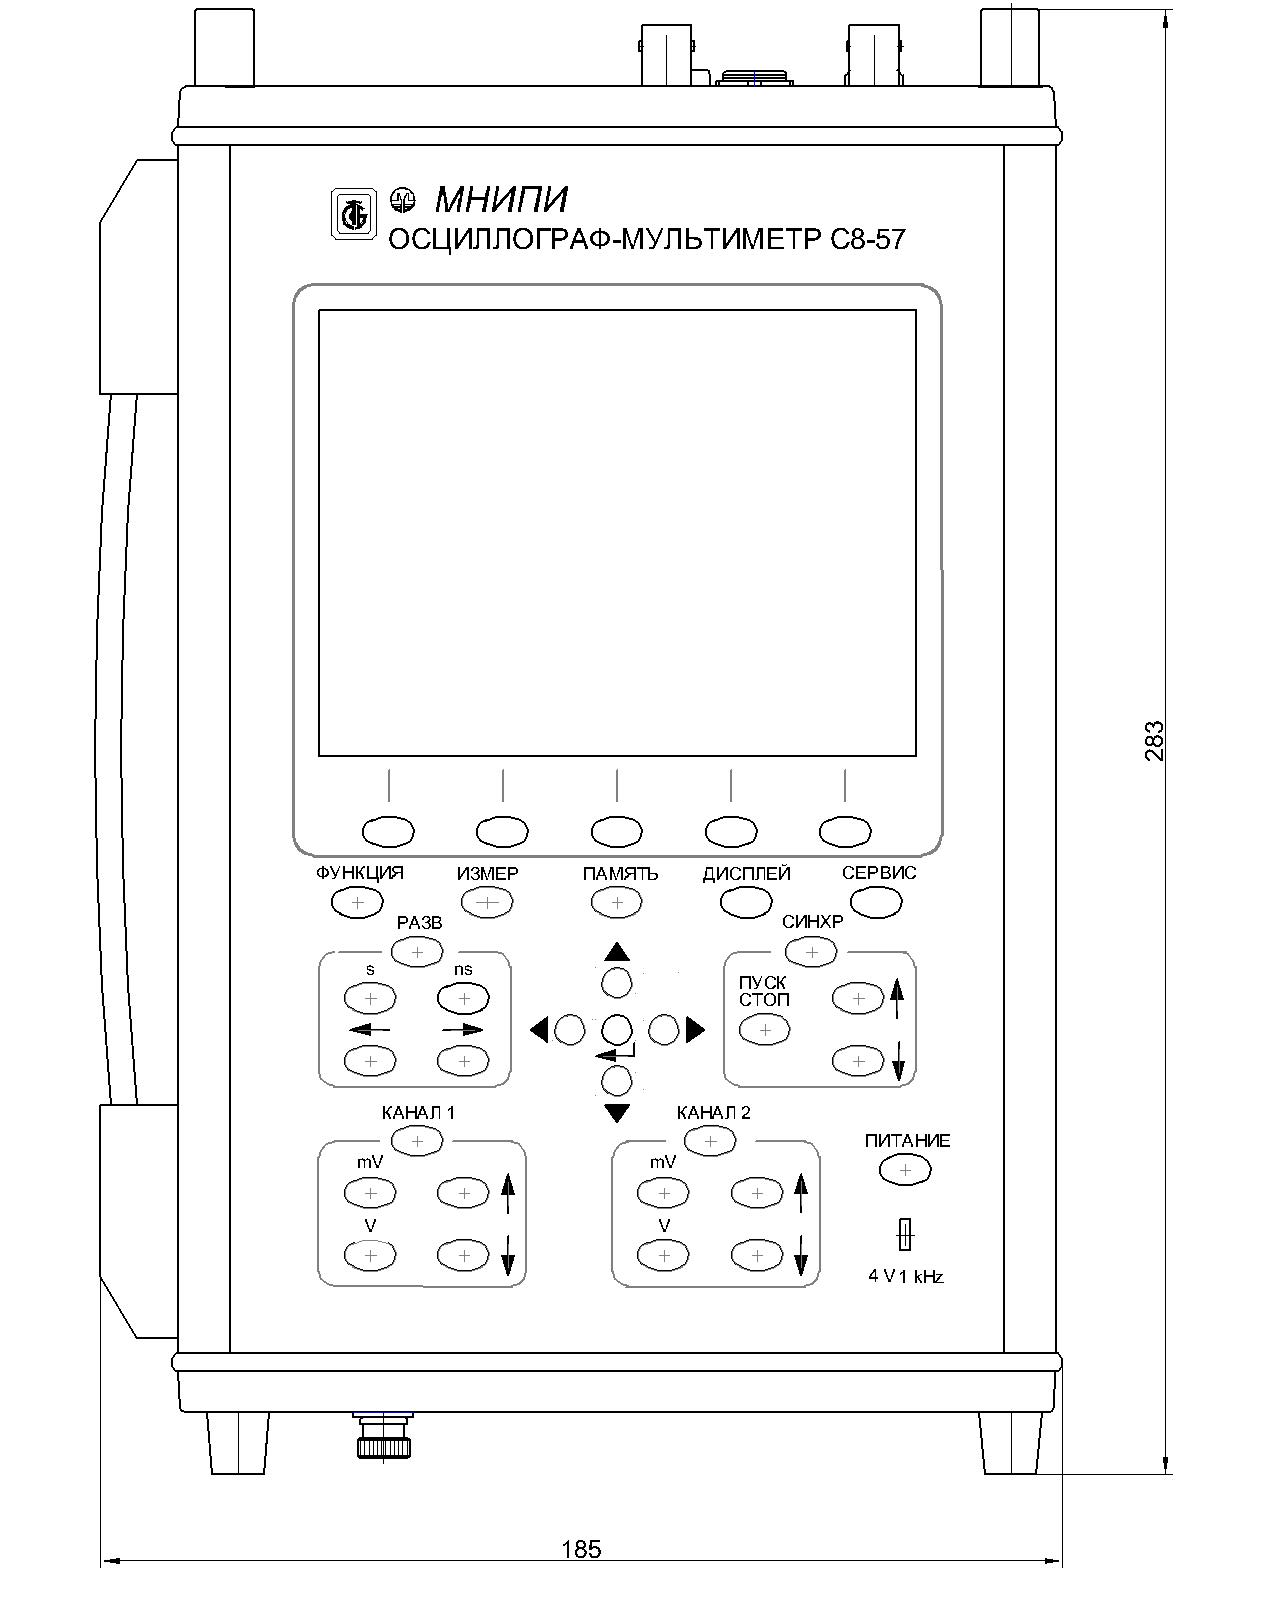 МНИПИ
ОСЦИЛЛОГРАФ-МУЛЬТИМЕТР С8-57
283
ФУНКЦИЯ ИЗМЕР ПАМЯТЬ ДИСПЛЕЙ СЕРВИС
РАЗВ СИНХР
s ns
ПУСК
СТОП
КАНАЛ 1 КАНАЛ 2
ПИТАНИЕ
mV mV
V V
4 V 1 kHz
185